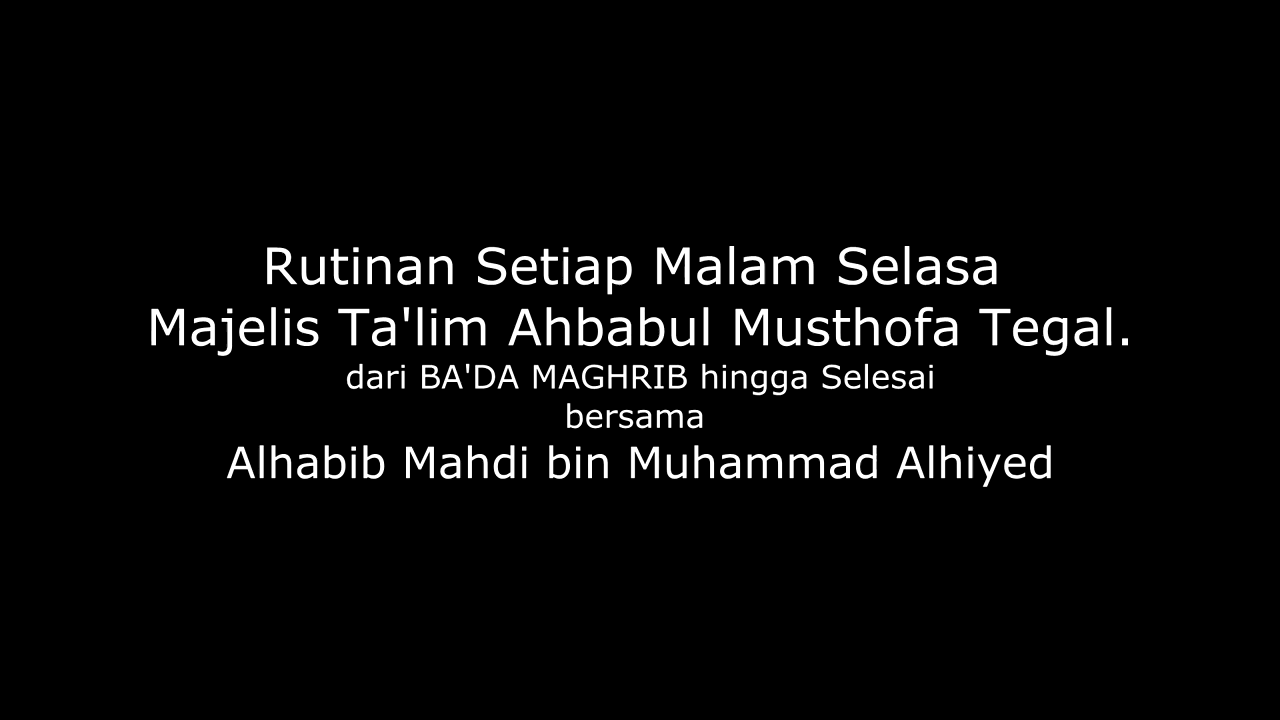 Rutinan Setiap Malam Selasa
Majelis Ta'lim Ahbabul Musthofa Tegal.
dari BA'DA MAGHRIB hingga Selesai
bersama
Alhabib Mahdi bin Muhammad Alhiyed